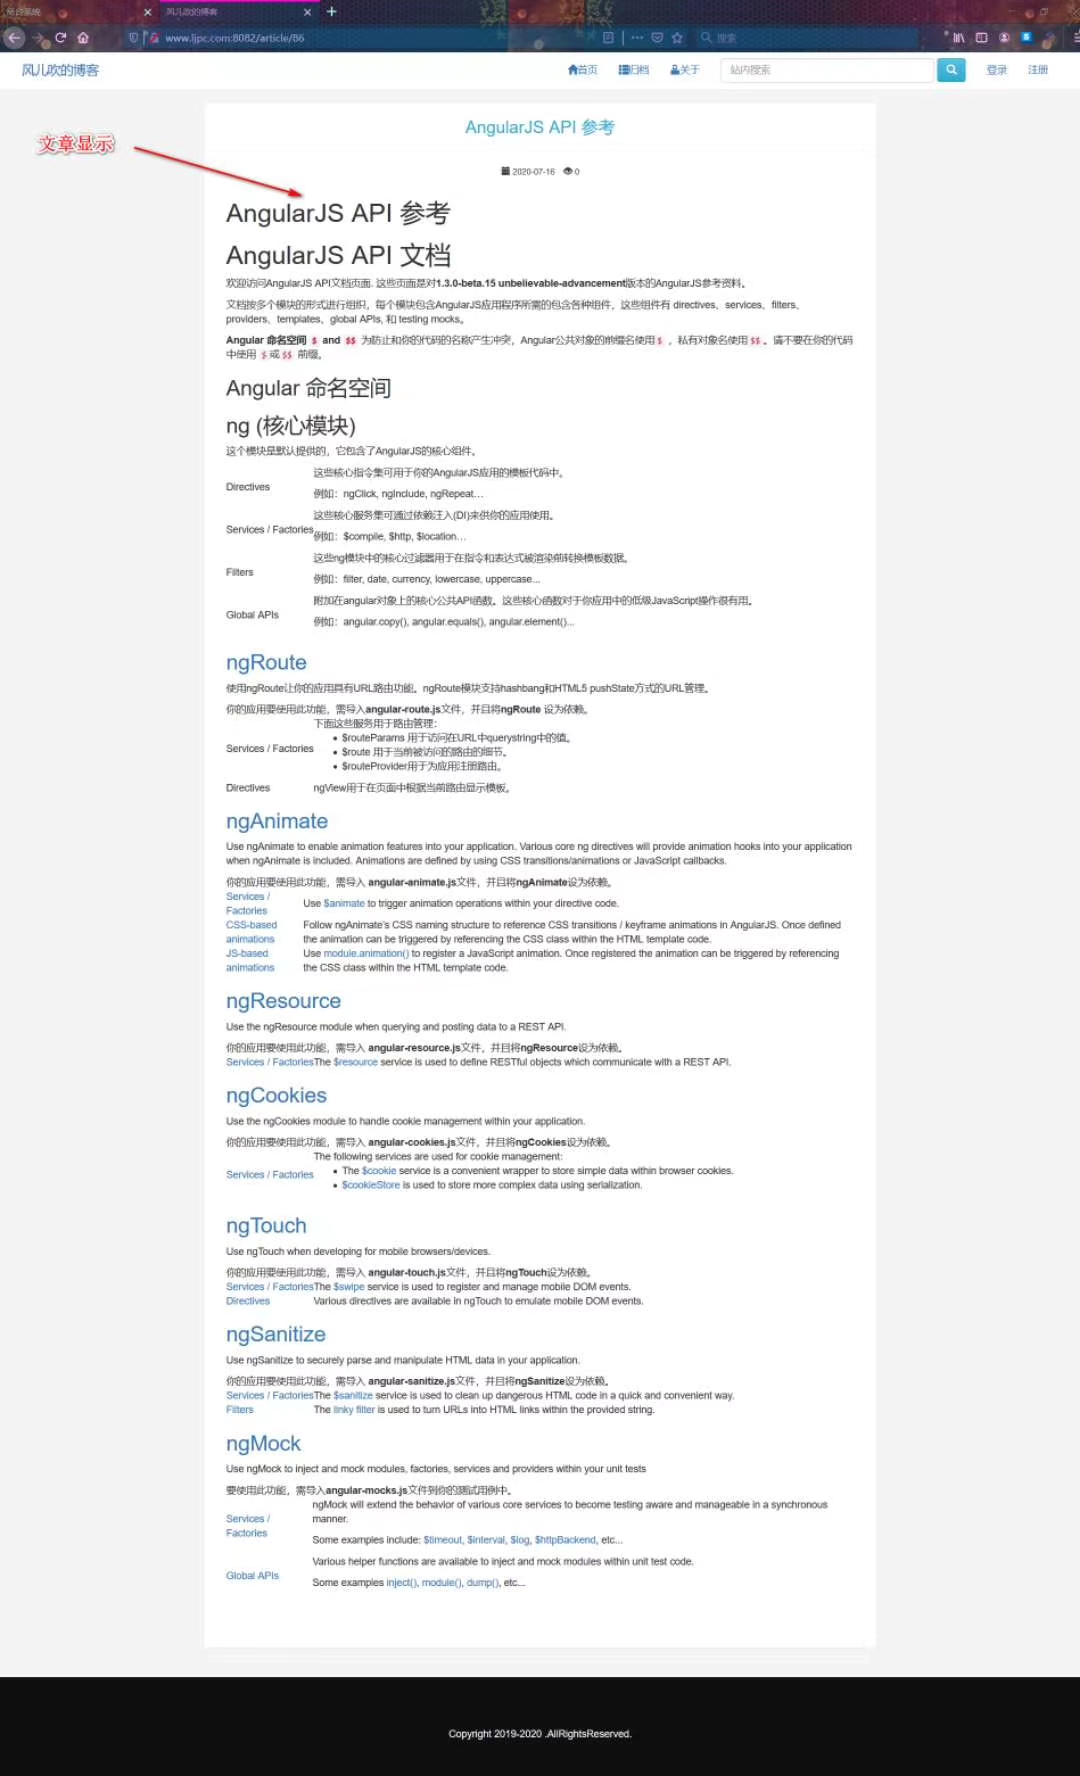 后台系统
风儿吹的博客
www.ljpc.com:8082/article/86
搜索
风儿吹的博客
首页
归档
关于
站内搜索
登录
注册
AngularJS API 参考
文章显示
2020-07-16 0
AngularJS API 参考
AngularJS API 文档
欢迎访问AngularJS API文档页面. 这些页面是对1.3.0-beta.15 unbelievable-advancement版本的AngularJS参考资料。
文档按多个模块的形式进行组织，每个模块包含AngularJS应用程序所需的包含各种组件，这些组件有 directives、services、filters、
providers、templates、global APIs, 和 testing mocks。
Angular 命名空间 $ and $$ 为防止和你的代码的名称产生冲突，Angular公共对象的前缀名使用 $ ，私有对象名使用 $$ 。请不要在你的代码
中使用 $ 或 $$ 前缀。
Angular 命名空间
ng (核心模块)
这个模块是默认提供的，它包含了AngularJS的核心组件。
Directives
这些核心指令集可用于你的AngularJS应用的模板代码中。
例如：ngClick, ngInclude, ngRepeat…
Services / Factories
这些核心服务集可通过依赖注入(DI)来供你的应用使用。
例如：$compile, $http, $location…
Filters
这些ng模块中的核心过滤器用于在指令和表达式被渲染前转换模板数据。
例如：filter, date, currency, lowercase, uppercase...
Global APIs
附加在angular对象上的核心公共API函数。这些核心函数对于你应用中的低级JavaScript操作很有用。
例如：angular.copy(), angular.equals(), angular.element()...
ngRoute
使用ngRoute让你的应用具有URL路由功能。ngRoute模块支持hashbang和HTML5 pushState方式的URL管理。
你的应用要使用此功能，需导入angular-route.js文件，并且将ngRoute 设为依赖。
Services / Factories
下面这些服务用于路由管理：
• $routeParams 用于访问在URL中querystring中的值。
• $route 用于当前被访问的路由的细节。
• $routeProvider用于为应用注册路由。
Directives
ngView用于在页面中根据当前路由显示模板。
ngAnimate
Use ngAnimate to enable animation features into your application. Various core ng directives will provide animation hooks into your application
when ngAnimate is included. Animations are defined by using CSS transitions/animations or JavaScript callbacks.
你的应用要使用此功能，需导入 angular-animate.js文件，并且将ngAnimate设为依赖。
Services /
Factories
Use $animate to trigger animation operations within your directive code.
CSS-based
animations
Follow ngAnimate's CSS naming structure to reference CSS transitions / keyframe animations in AngularJS. Once defined
the animation can be triggered by referencing the CSS class within the HTML template code.
JS-based
animations
Use module.animation() to register a JavaScript animation. Once registered the animation can be triggered by referencing
the CSS class within the HTML template code.
ngResource
Use the ngResource module when querying and posting data to a REST API.
你的应用要使用此功能，需导入 angular-resource.js文件，并且将ngResource设为依赖。
Services / FactoriesThe $resource service is used to define RESTful objects which communicate with a REST API.
ngCookies
Use the ngCookies module to handle cookie management within your application.
你的应用要使用此功能，需导入 angular-cookies.js文件，并且将ngCookies设为依赖。
Services / Factories
The following services are used for cookie management:
• The $cookie service is a convenient wrapper to store simple data within browser cookies.
• $cookieStore is used to store more complex data using serialization.
ngTouch
Use ngTouch when developing for mobile browsers/devices.
你的应用要使用此功能，需导入 angular-touch.js文件，并且将ngTouch设为依赖。
Services / FactoriesThe $swipe service is used to register and manage mobile DOM events.
Directives Various directives are available in ngTouch to emulate mobile DOM events.
ngSanitize
Use ngSanitize to securely parse and manipulate HTML data in your application.
你的应用要使用此功能，需导入 angular-sanitize.js文件，并且将ngSanitize设为依赖。
Services / FactoriesThe $sanitize service is used to clean up dangerous HTML code in a quick and convenient way.
Filters The linky filter is used to turn URLs into HTML links within the provided string.
ngMock
Use ngMock to inject and mock modules, factories, services and providers within your unit tests
要使用此功能，需导入angular-mocks.js文件到你的测试用例中。
Services /
Factories
ngMock will extend the behavior of various core services to become testing aware and manageable in a synchronous
manner.
Some examples include: $timeout, $interval, $log, $httpBackend, etc...
Global APIs
Various helper functions are available to inject and mock modules within unit test code.
Some examples inject(), module(), dump(), etc...
Copyright 2019-2020 .AllRightsReserved.